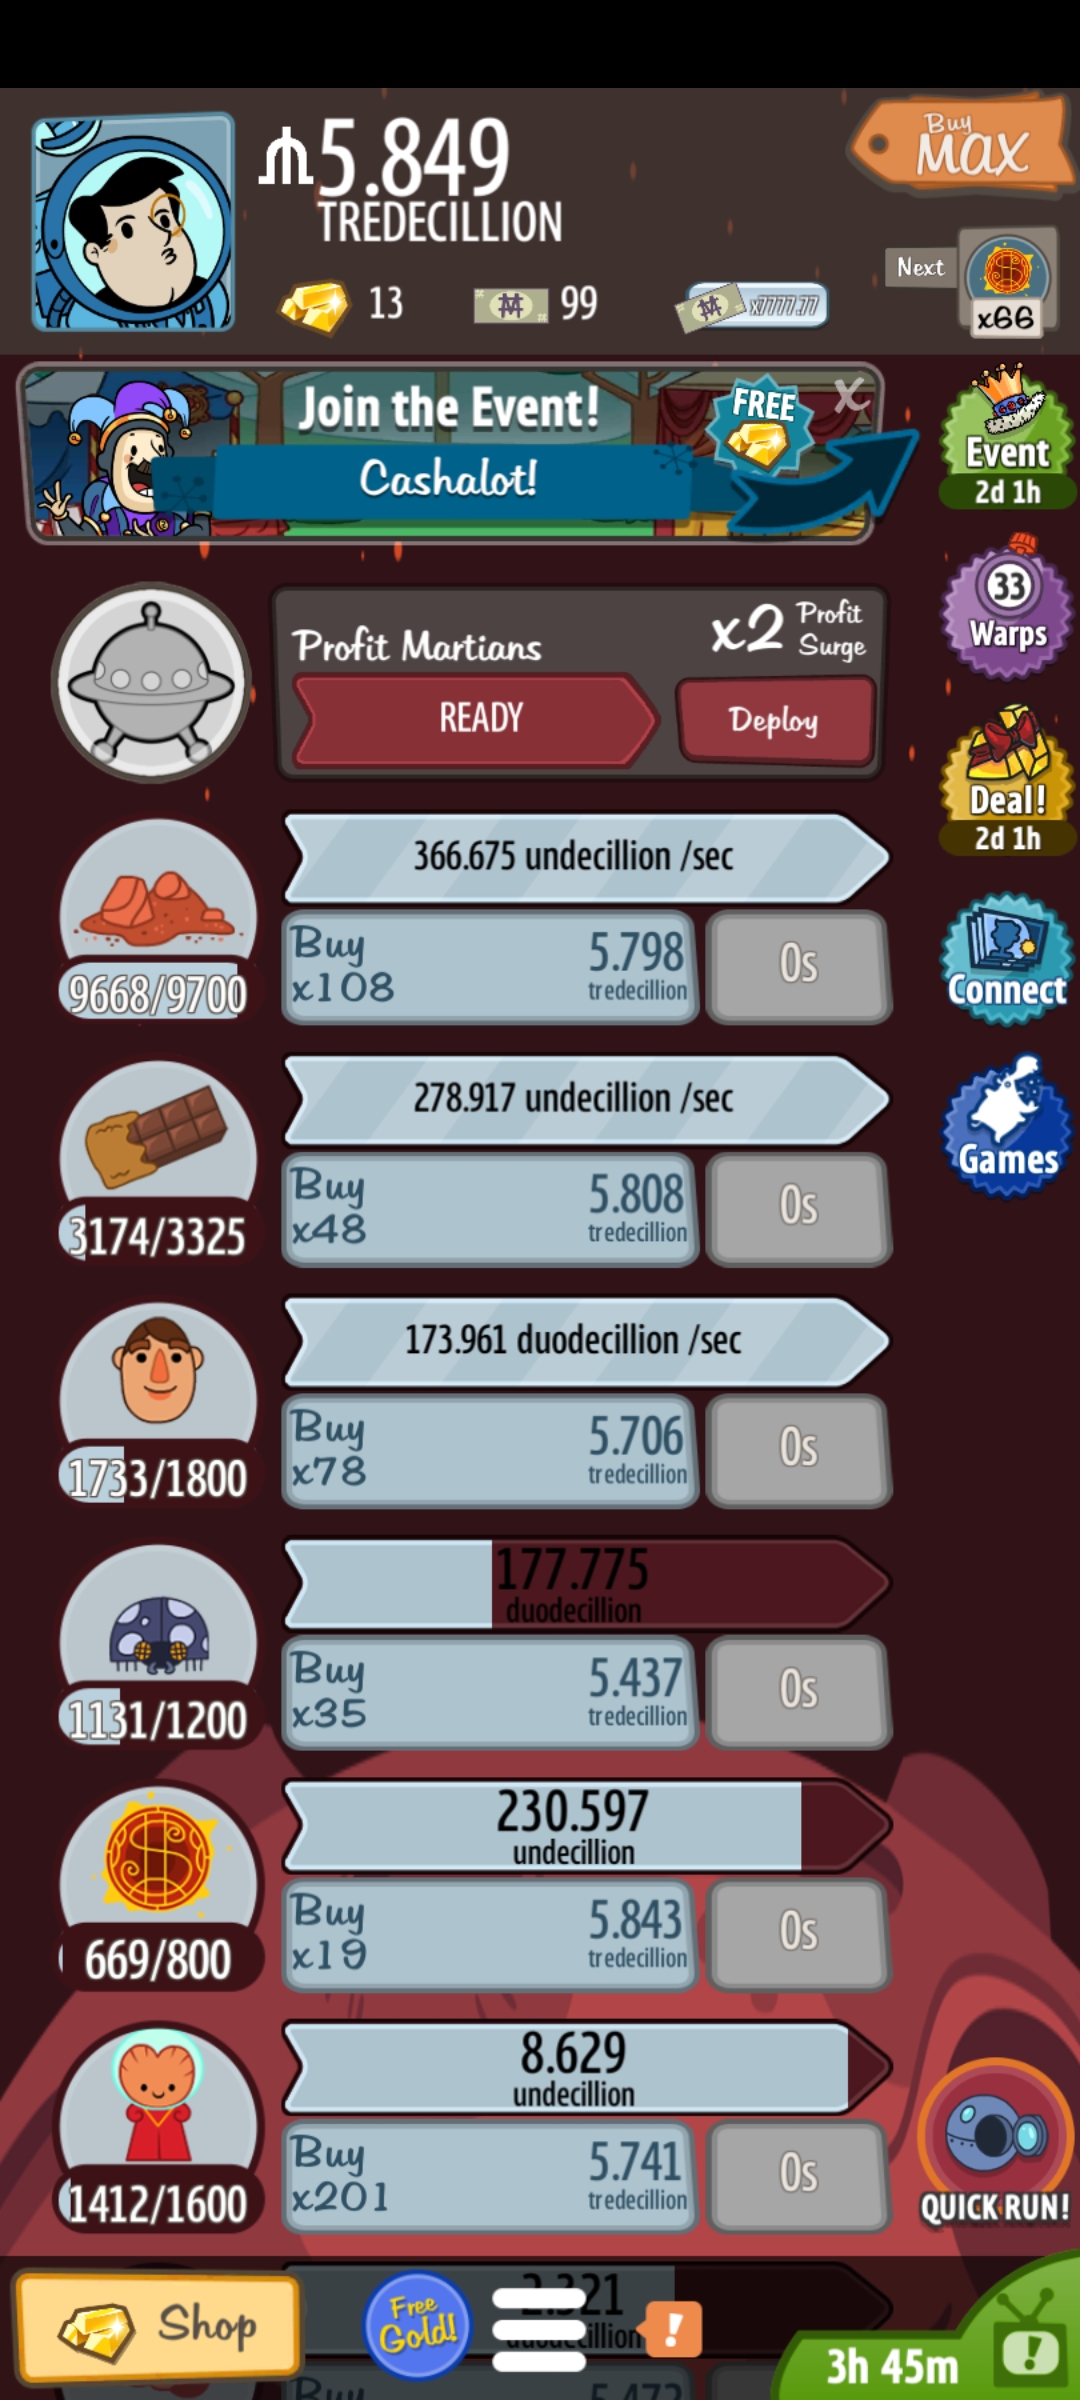 5.849
TREDECILLION
Buy
MAX
13
99
x7777.77
Next
x66
Join the Event!
FREE
X
Cashalot!
Event
2d 1h
33
Warps
Profit Martians
x2 Profit Surge
READY
Deploy
Deal!
2d 1h
366.675 undecillion /sec
Buy
x108
5.798
tredecillion
0s
9668/9700
Connect
278.917 undecillion /sec
Buy
x48
5.808
tredecillion
0s
3174/3325
Games
173.961 duodecillion /sec
Buy
x78
5.706
tredecillion
0s
1733/1800
177.775
duodecillion
Buy
x35
5.437
tredecillion
0s
1131/1200
230.597
undecillion
Buy
x19
5.843
tredecillion
0s
669/800
8.629
undecillion
Buy
x201
5.741
tredecillion
0s
1412/1600
QUICK RUN!
Shop
Free
Gold!
!
3h 45m
!
Buy